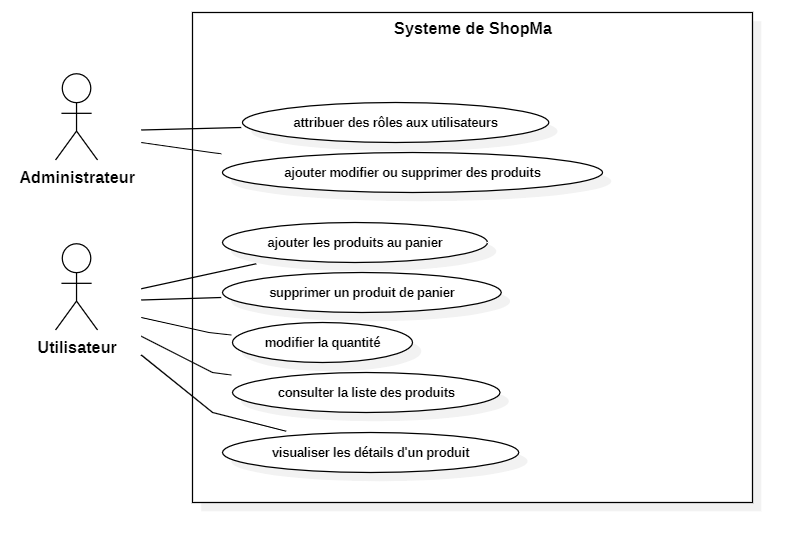 Systeme de ShopMa
attribuer des rôles aux utilisateurs
ajouter modifier ou supprimer des produits
Administrateur
ajouter les produits au panier
supprimer un produit de panier
modifier la quantité
Utilisateur
consulter la liste des produits
visualiser les détails d'un produit